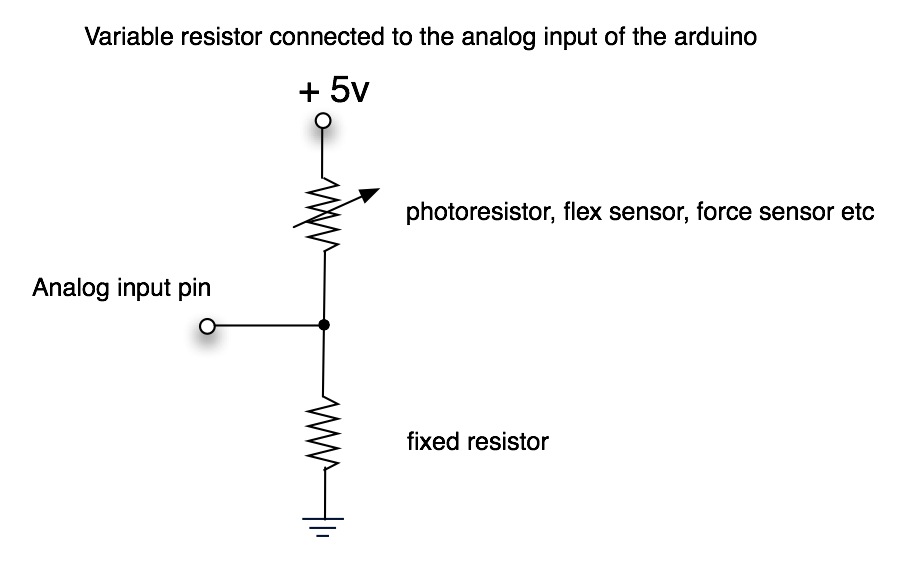 Variable resistor connected to the analog input of the arduino
+ 5v
photoresistor, flex sensor, force sensor etc
Analog input pin
fixed resistor